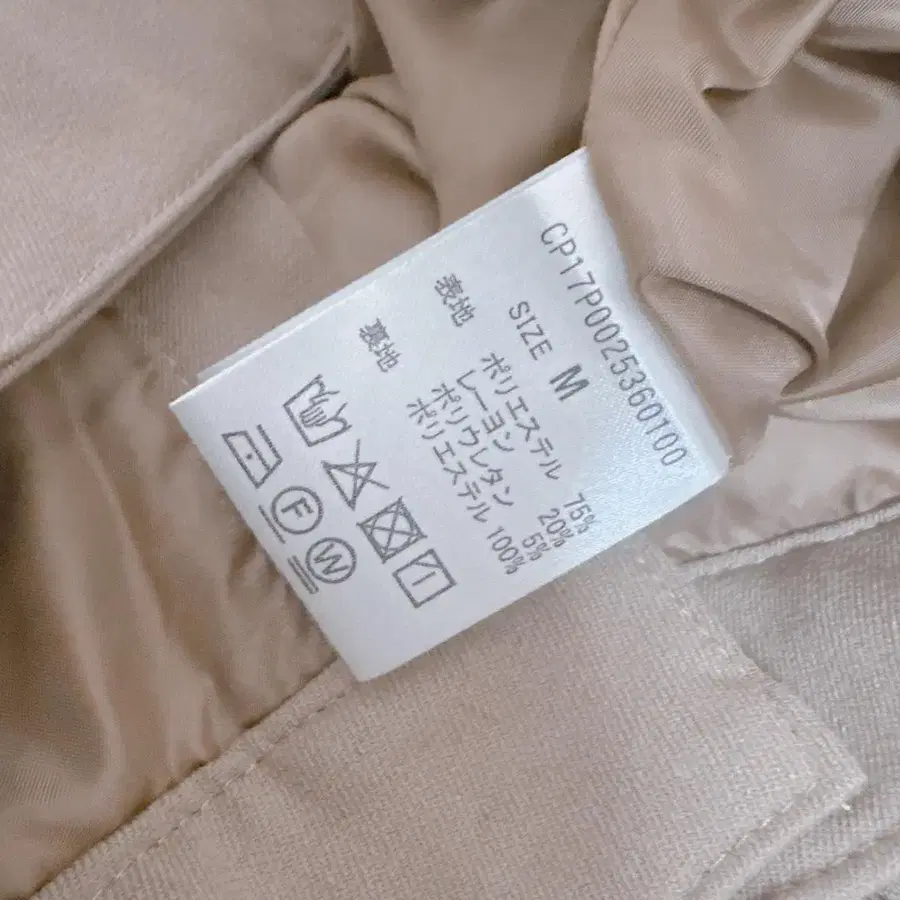 CP17P0025360100
SIZE M
表地 ポリエステル 75%
レーヨン 20%
ポリウレタン 5%
裏地 ポリエステル 100%
F
W